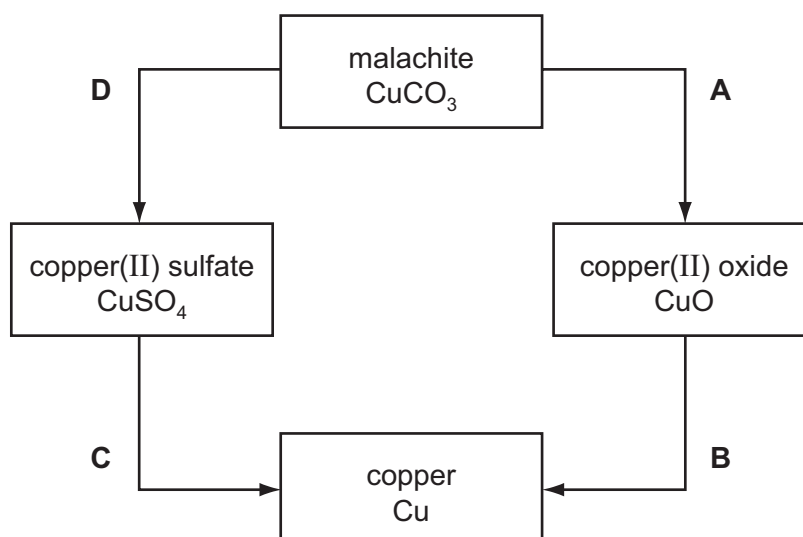 malachite
CuCO₃
D
A
copper(II) sulfate
CuSO₄
copper(II) oxide
CuO
C
B
copper
Cu